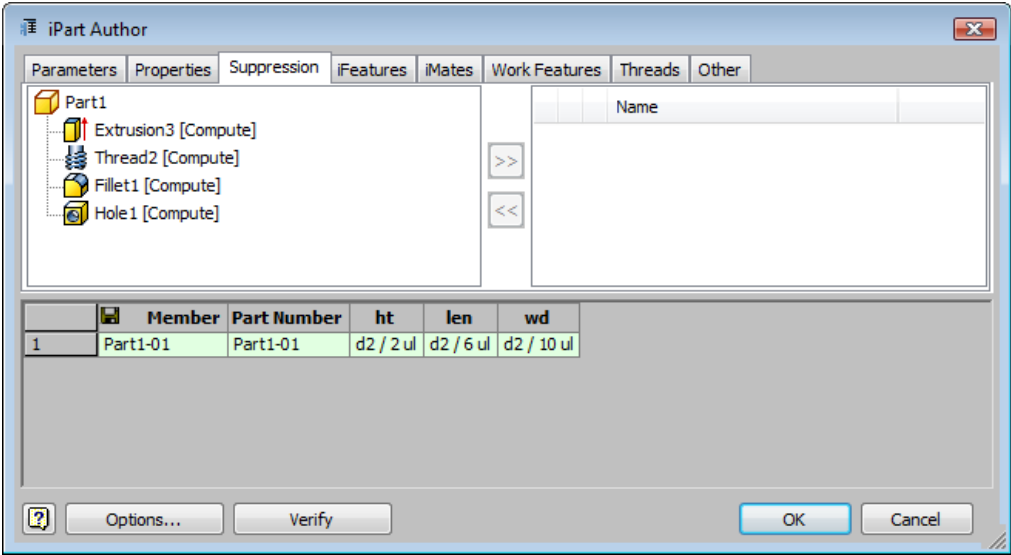 iPart Author
Parameters Properties Suppression iFeatures iMates Work Features Threads Other
Part1
Extrusion3 [Compute]
Thread2 [Compute]
Fillet1 [Compute]
Hole1 [Compute]
>>
<<
Name
Member Part Number ht len wd
1 Part1-01 Part1-01 d2 / 2 ul d2 / 6 ul d2 / 10 ul
? Options... Verify OK Cancel